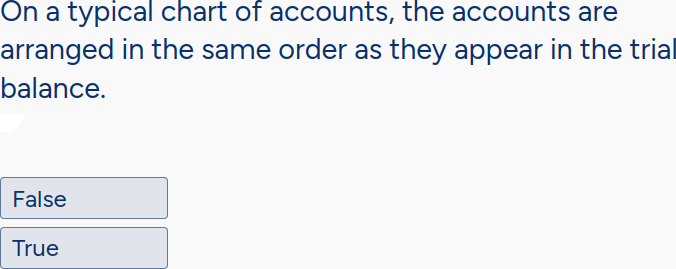 On a typical chart of accounts, the accounts are
arranged in the same order as they appear in the trial
balance.
False
True